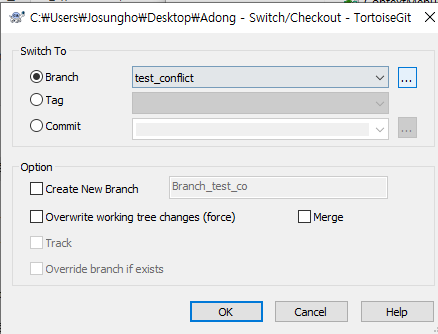 C:₩Users₩Josungho₩Desktop₩Adong - Switch/Checkout - TortoiseGit
Switch To
Branch
test_conflict
...
Tag
Commit
...
Option
Create New Branch
Branch_test_co
Overwrite working tree changes (force)
Merge
Track
Override branch if exists
OK
Cancel
Help